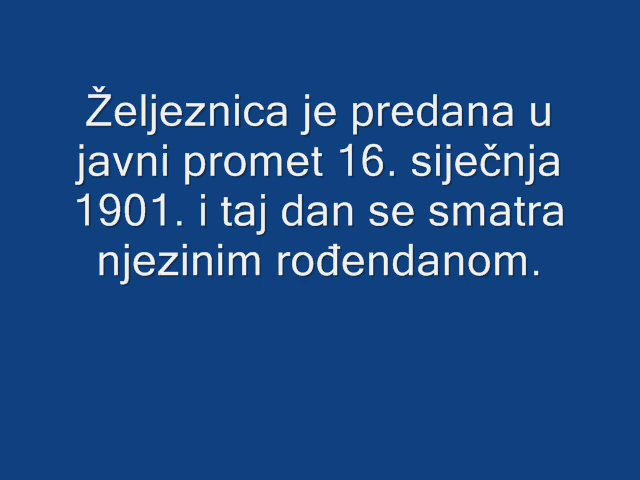 Željeznica je predana u
javni promet 16. siječnja
1901. i taj dan se smatra
njezinim rođendanom.